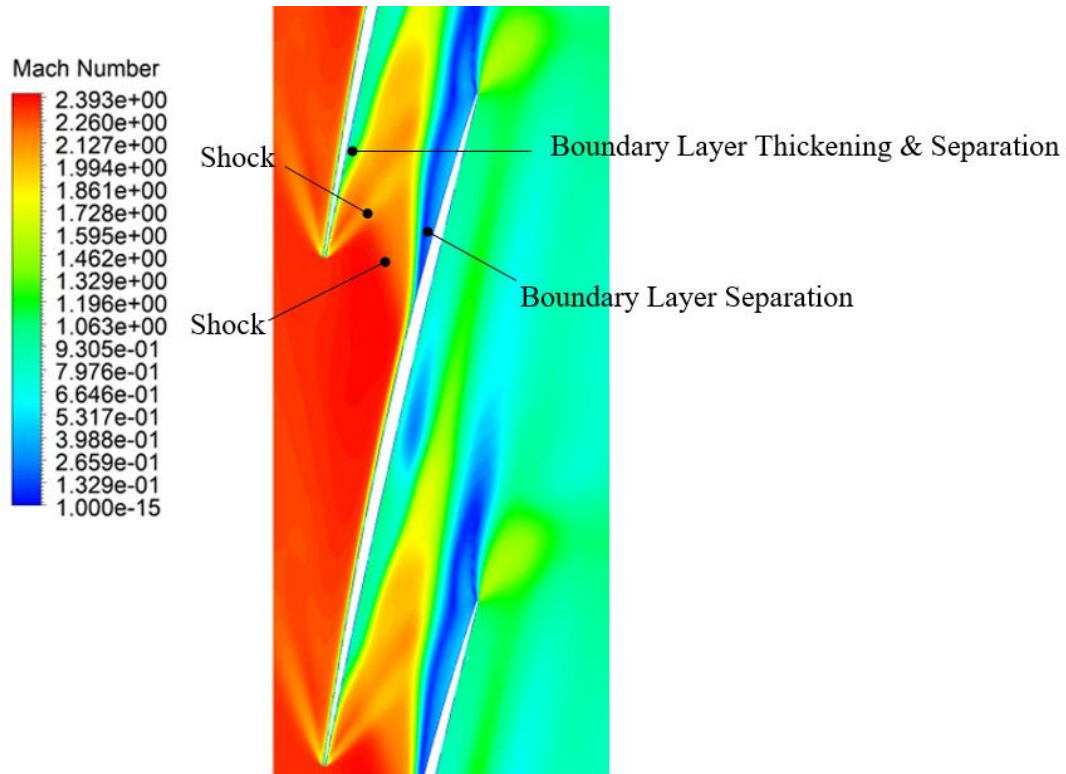 Mach Number
2.393e+00
2.260e+00
2.127e+00
1.994e+00
1.861e+00
1.728e+00
1.595e+00
1.462e+00
1.329e+00
1.196e+00
1.063e+00
9.305e-01
7.976e-01
6.646e-01
5.317e-01
3.988e-01
2.659e-01
1.329e-01
1.000e-15
Shock
Boundary Layer Thickening & Separation
Shock
Boundary Layer Separation